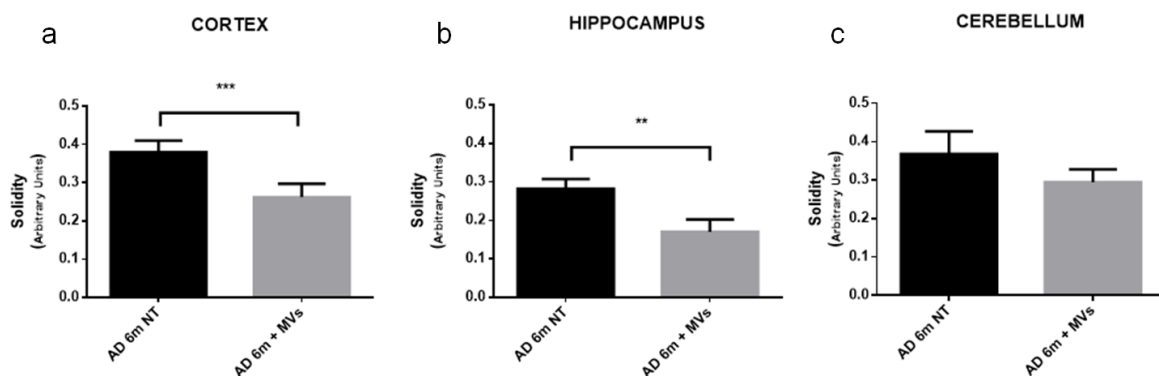 a
CORTEX
***
0.5
0.4
0.3
0.2
0.1
0.0
Solidity
(Arbitrary Units)
AD 6m NT
AD 6m + MVs
b
HIPPOCAMPUS
**
0.5
0.4
0.3
0.2
0.1
0.0
Solidity
(Arbitrary Units)
AD 6m NT
AD 6m + MVs
c
CEREBELLUM
0.5
0.4
0.3
0.2
0.1
0.0
Solidity
(Arbitrary Units)
AD 6m NT
AD 6m + MVs